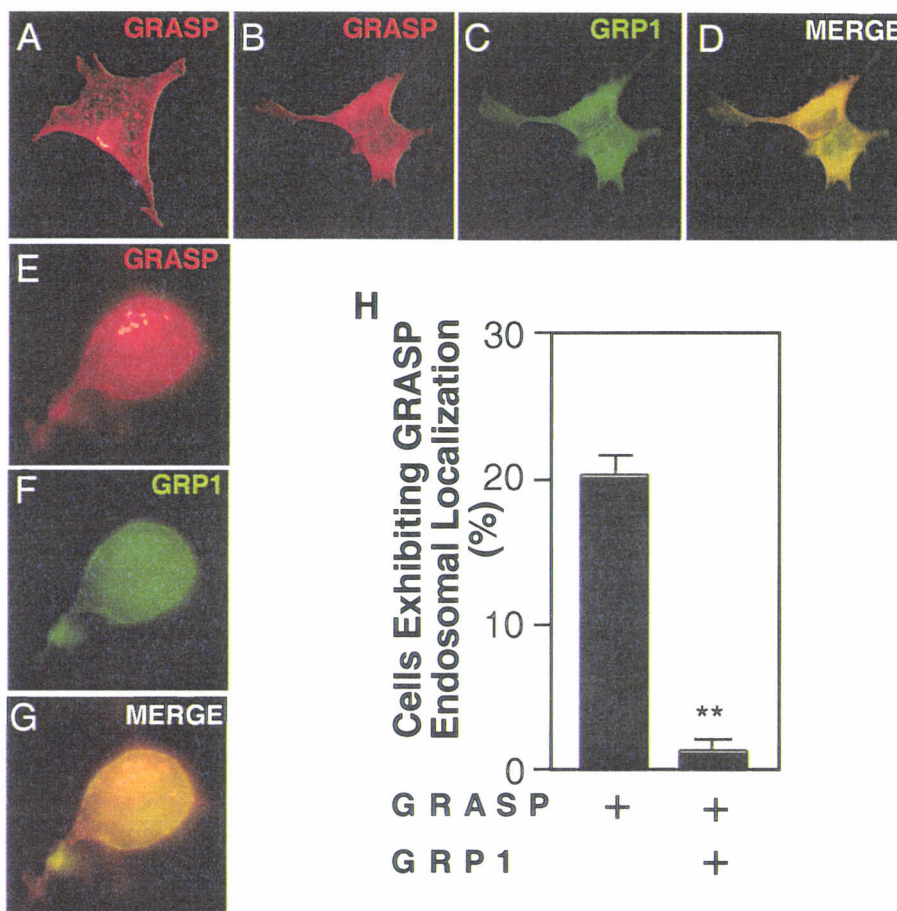 A GRASP
B GRASP
C GRP1
D MERGE
E GRASP
F GRP1
G MERGE
H
Cells Exhibiting GRASP
Endosomal Localization
(%)
30
20
10
0
**
GRASP + +
GRP1 +